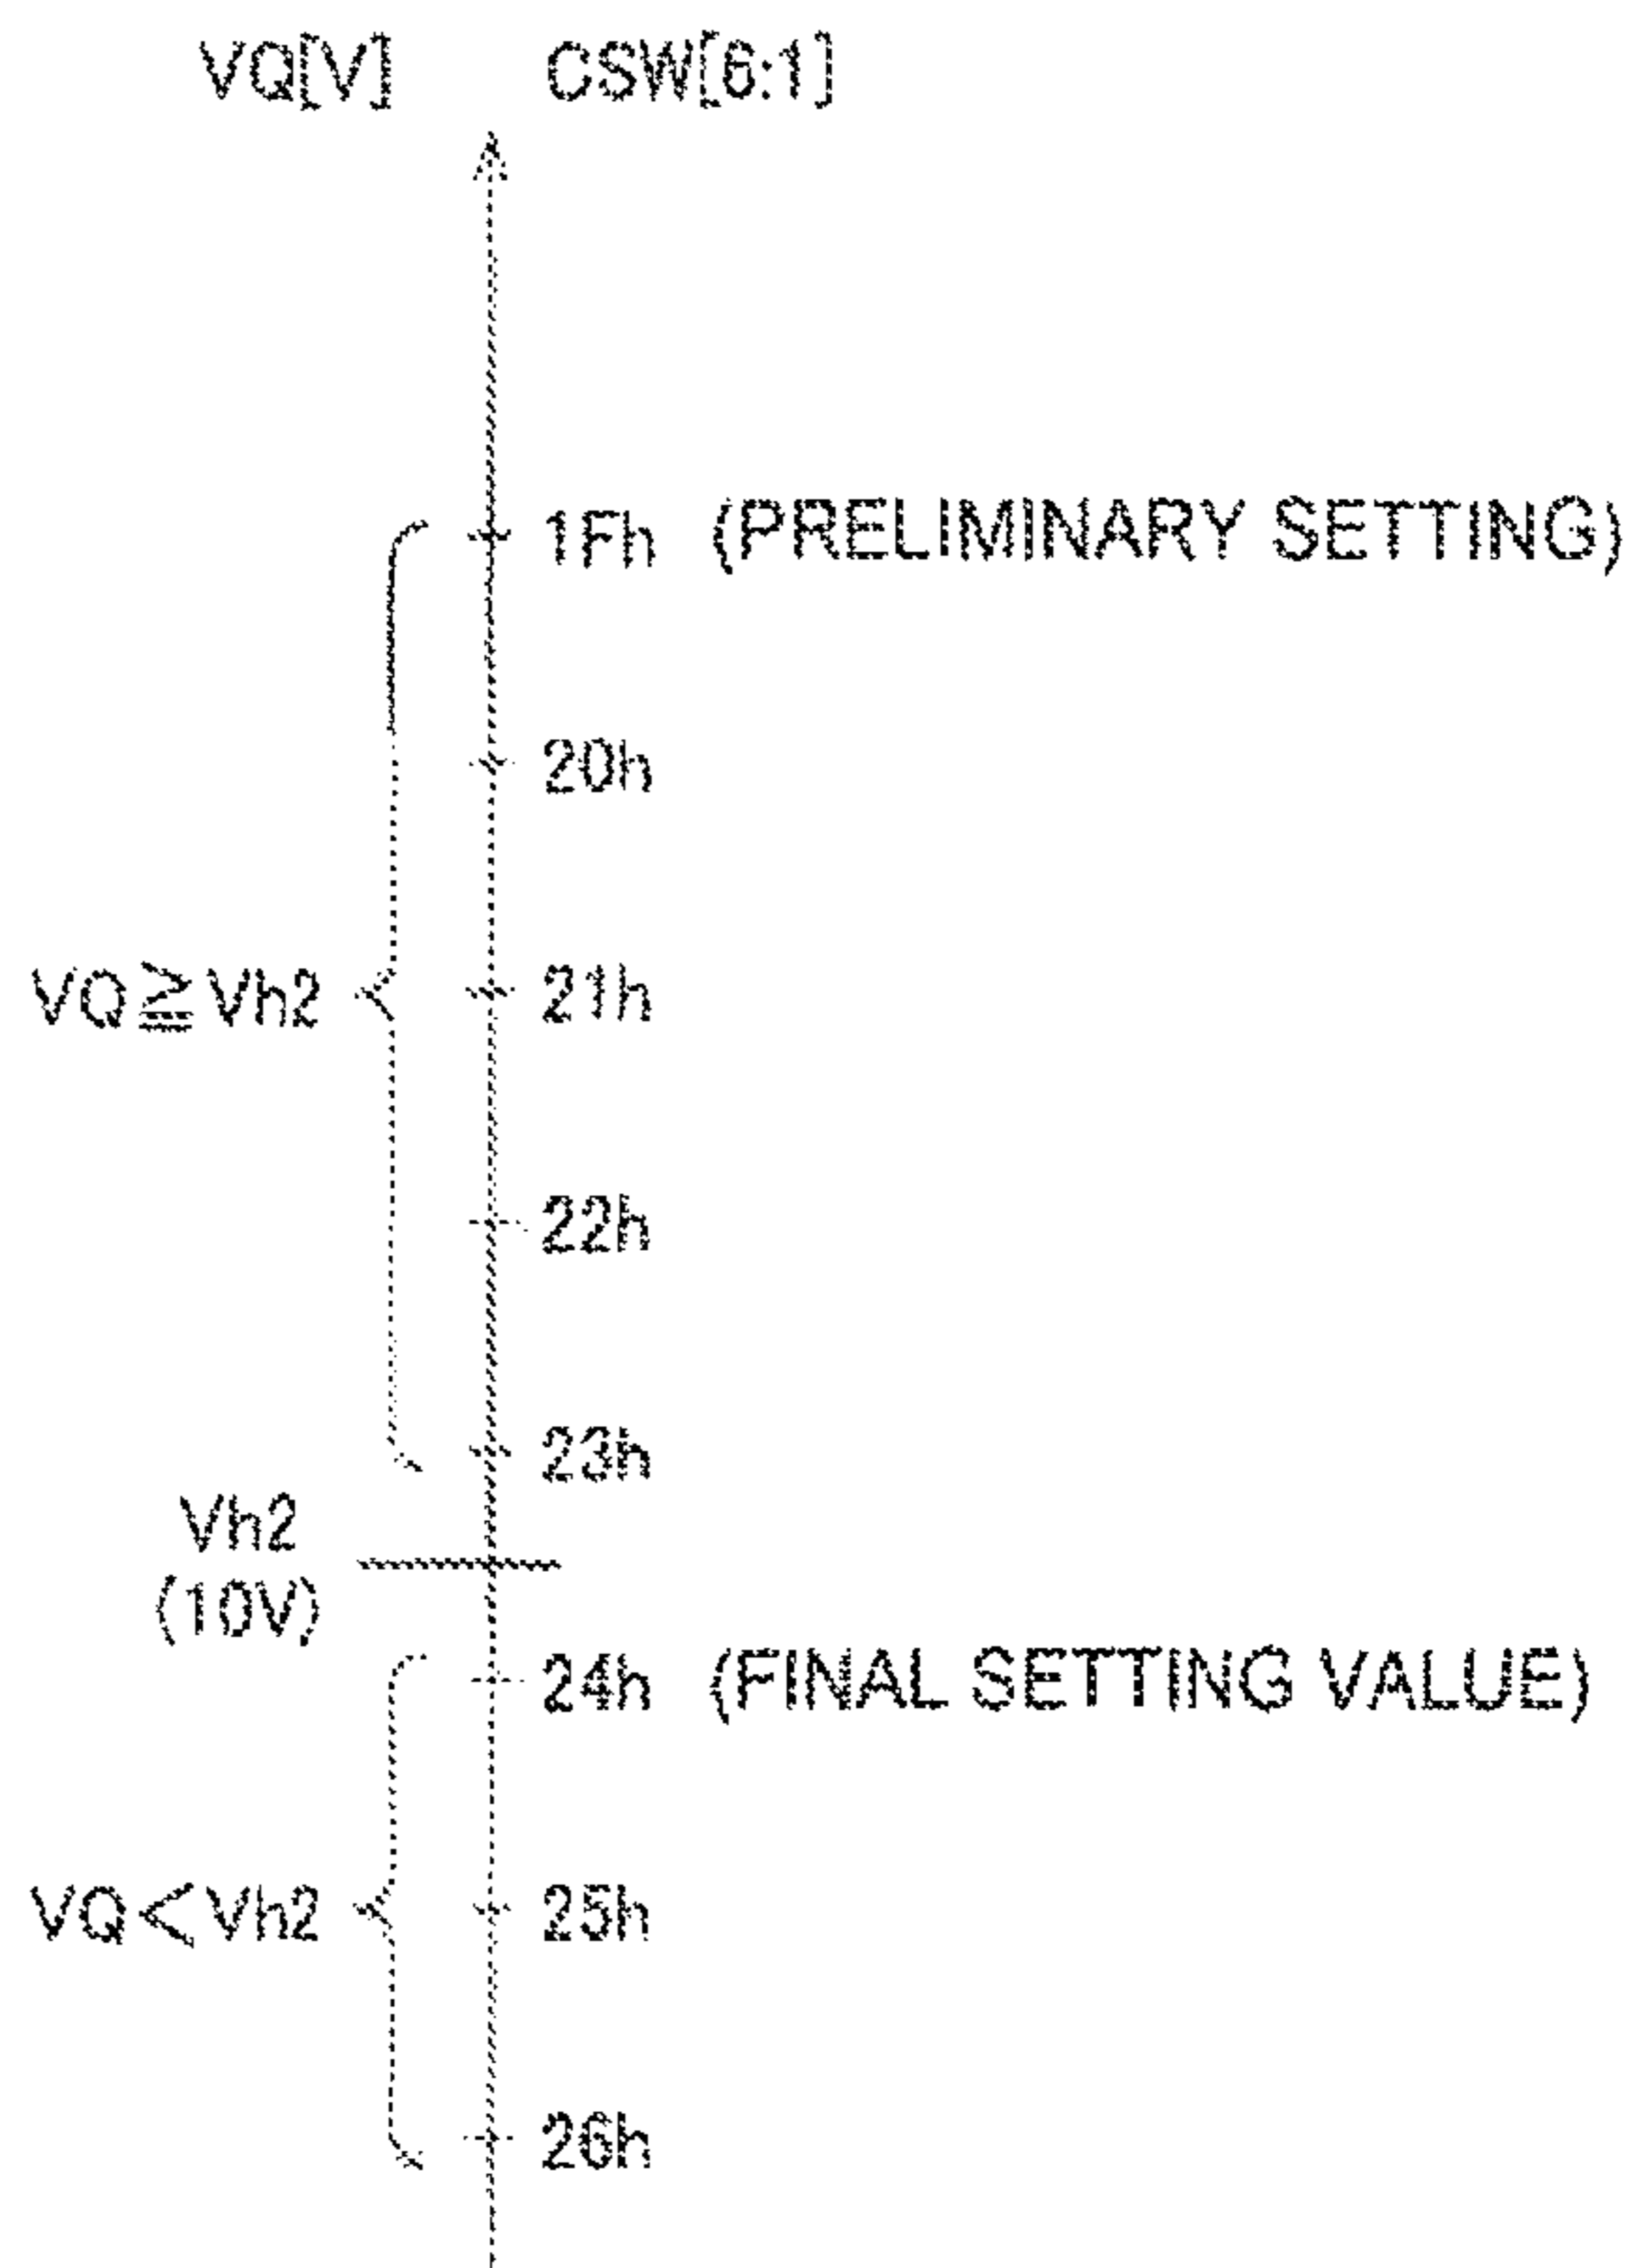 VQ[V] CSW[6:1]
1Fh (PRELIMINARY SETTING)
20h
VQ≧Vh2 21h
22h
23h
Vh2
(10V)
24h (FINAL SETTING VALUE)
VQ<Vh2 25h
26h